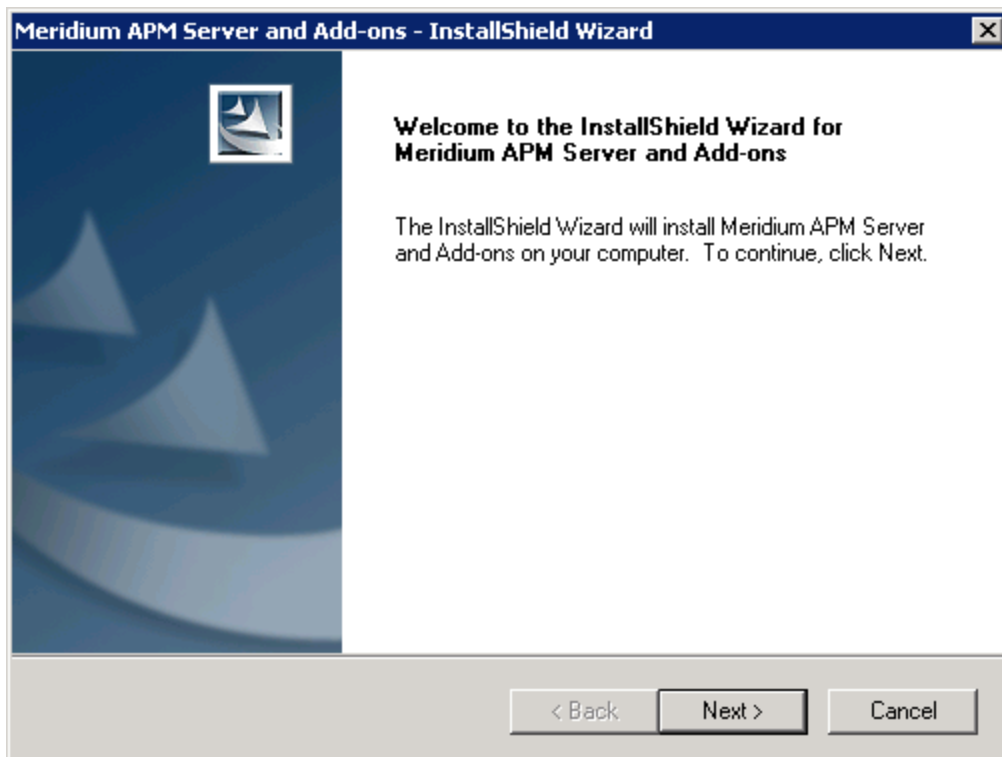 Meridium APM Server and Add-ons - InstallShield Wizard
Welcome to the InstallShield Wizard for
Meridium APM Server and Add-ons
The InstallShield Wizard will install Meridium APM Server
and Add-ons on your computer.  To continue, click Next.
< Back
Next >
Cancel